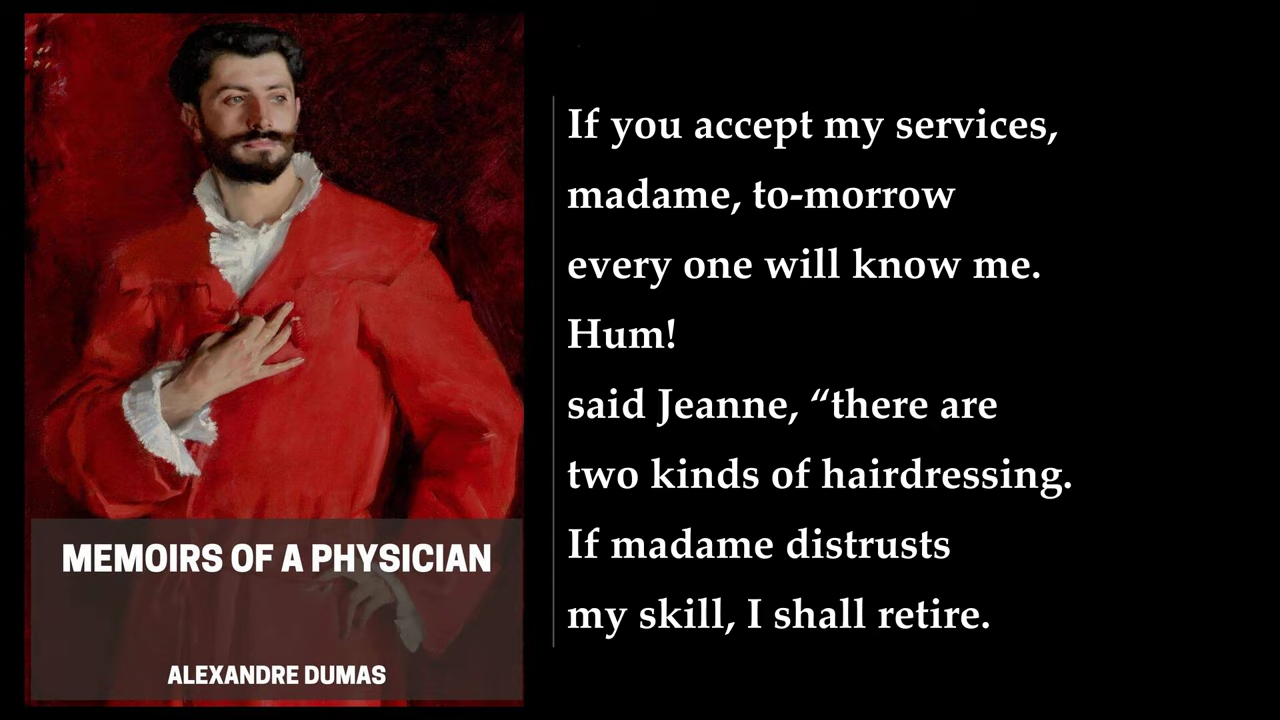 MEMOIRS OF A PHYSICIAN
ALEXANDRE DUMAS
If you accept my services,
madame, to-morrow
every one will know me.
Hum!
said Jeanne, “there are
two kinds of hairdressing.
If madame distrusts
my skill, I shall retire.